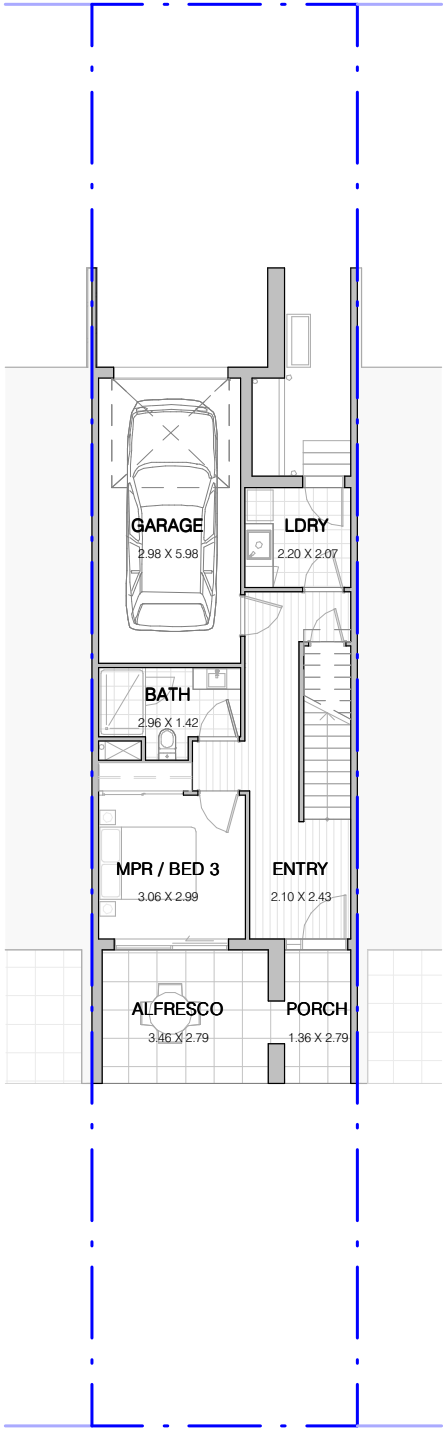 GARAGE
2.98 X 5.98
LDRY
2.20 X 2.07
BATH
2.96 X 1.42
MPR / BED 3
3.06 X 2.99
ENTRY
2.10 X 2.43
ALFRESCO
3.46 X 2.79
PORCH
1.36 X 2.79